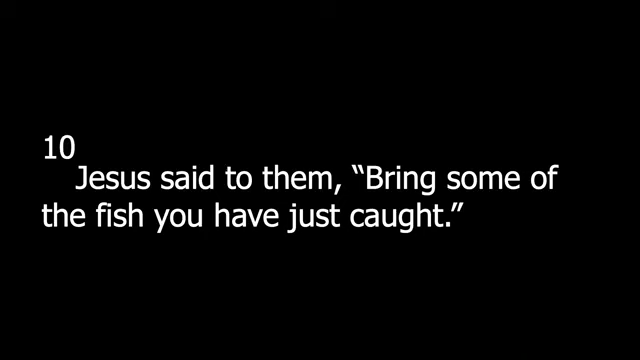 10
Jesus said to them, “Bring some of
the fish you have just caught.”